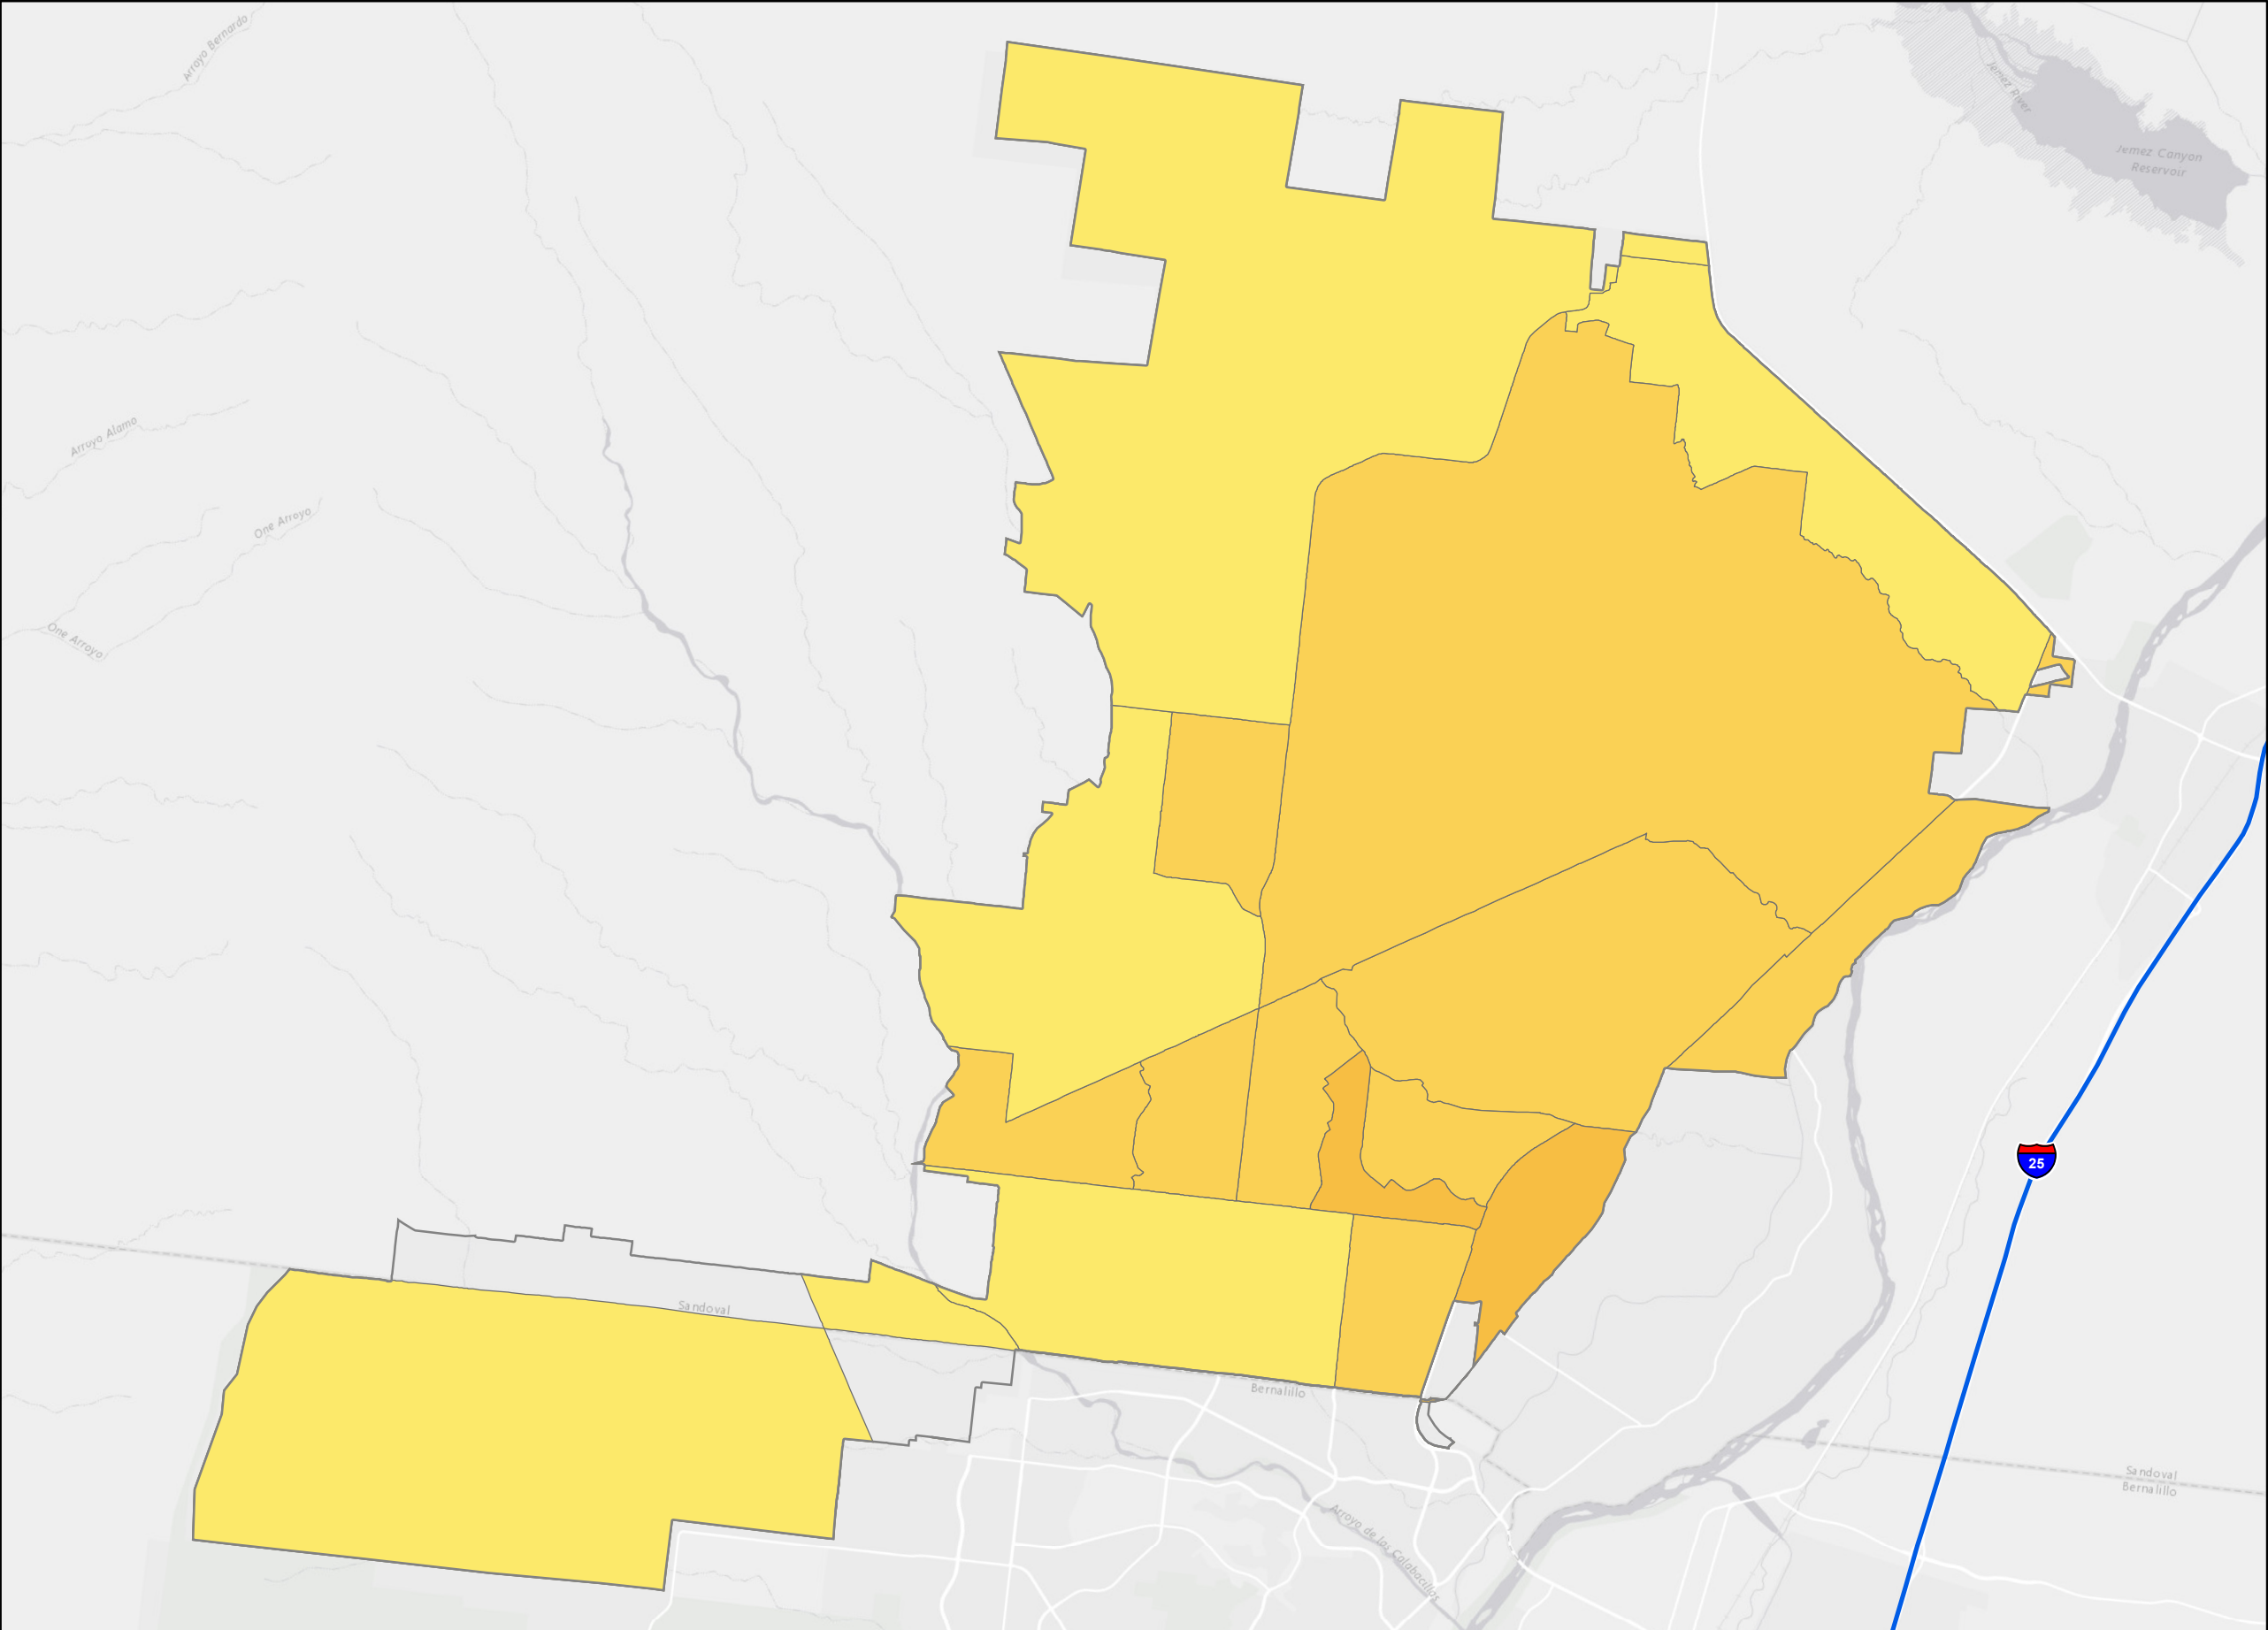 Arroyo Bernardo
Jemez River
Jemez Canyon
Reservoir
Arroyo Alamo
One Arroyo
One Arroyo
25
Sandoval
Bernalillo
Sandoval
Bernalillo
Arroyo de las Calabacillas